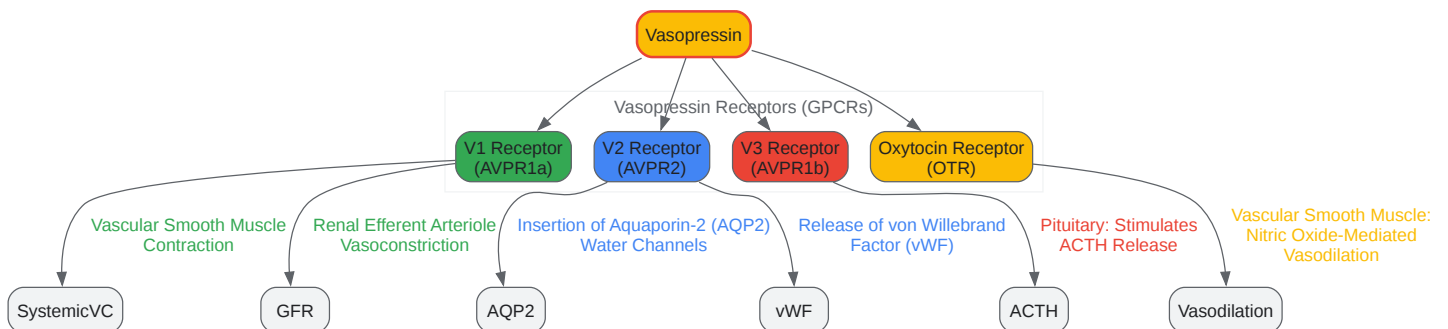 Vasopressin
Vasopressin Receptors (GPCRs)
V1 Receptor
(AVPR1a)
V2 Receptor
(AVPR2)
V3 Receptor
(AVPR1b)
Oxytocin Receptor
(OTR)
Vascular Smooth Muscle
Contraction
Renal Efferent Arteriole
Vasoconstriction
Insertion of Aquaporin-2 (AQP2)
Water Channels
Release of von Willebrand
Factor (vWF)
Pituitary: Stimulates
ACTH Release
Vascular Smooth Muscle:
Nitric Oxide-Mediated
Vasodilation
SystemicVC
GFR
AQP2
vWF
ACTH
Vasodilation